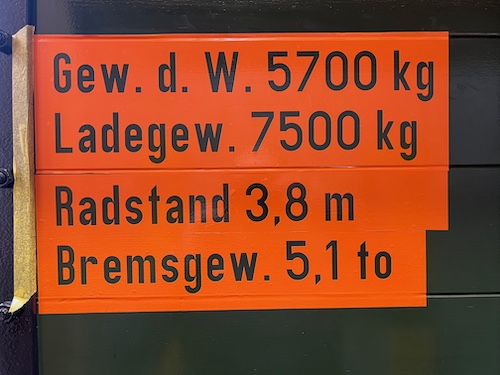 Gew. d. W. 5700 kg
Ladegew. 7500 kg
Radstand 3,8 m
Bremsgew. 5,1 to